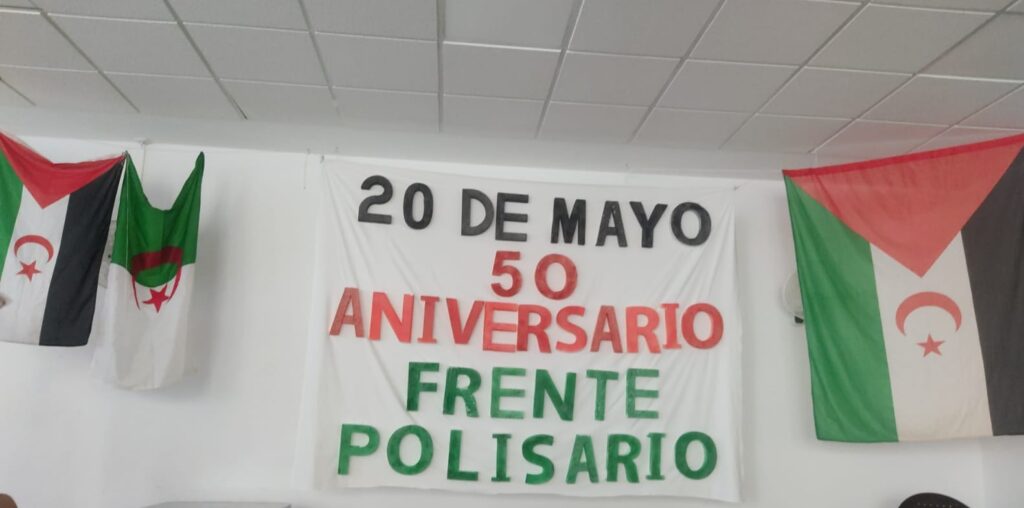 20 DE MAYO
50
ANIVERSARIO
FRENTE
POLISARIO